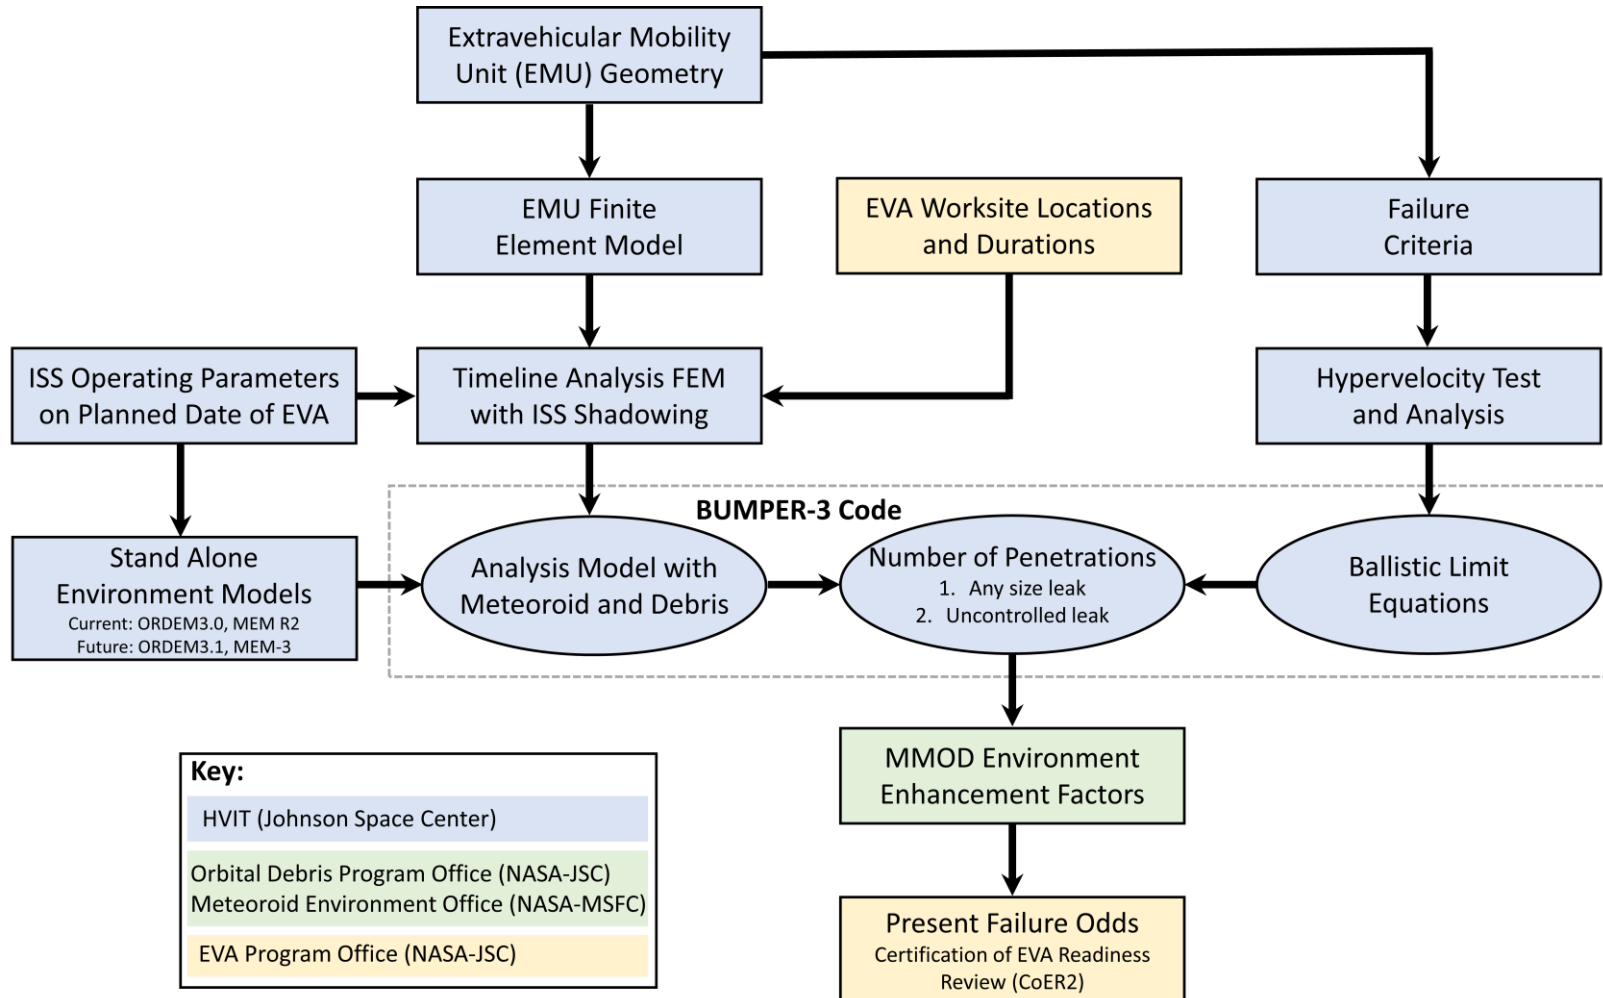 Extravehicular Mobility
Unit (EMU) Geometry
EMU Finite
Element Model
EVA Worksite Locations
and Durations
Failure
Criteria
ISS Operating Parameters
on Planned Date of EVA
Timeline Analysis FEM
with ISS Shadowing
Hypervelocity Test
and Analysis
BUMPER-3 Code
Stand Alone
Environment Models
Current: ORDEM3.0, MEM R2
Future: ORDEM3.1, MEM-3
Analysis Model with
Meteoroid and Debris
Number of Penetrations
1. Any size leak
2. Uncontrolled leak
Ballistic Limit
Equations
MMOD Environment
Enhancement Factors
Present Failure Odds
Certification of EVA Readiness
Review (CoER2)
Key:
HVIT (Johnson Space Center)
Orbital Debris Program Office (NASA-JSC)
Meteoroid Environment Office (NASA-MSFC)
EVA Program Office (NASA-JSC)